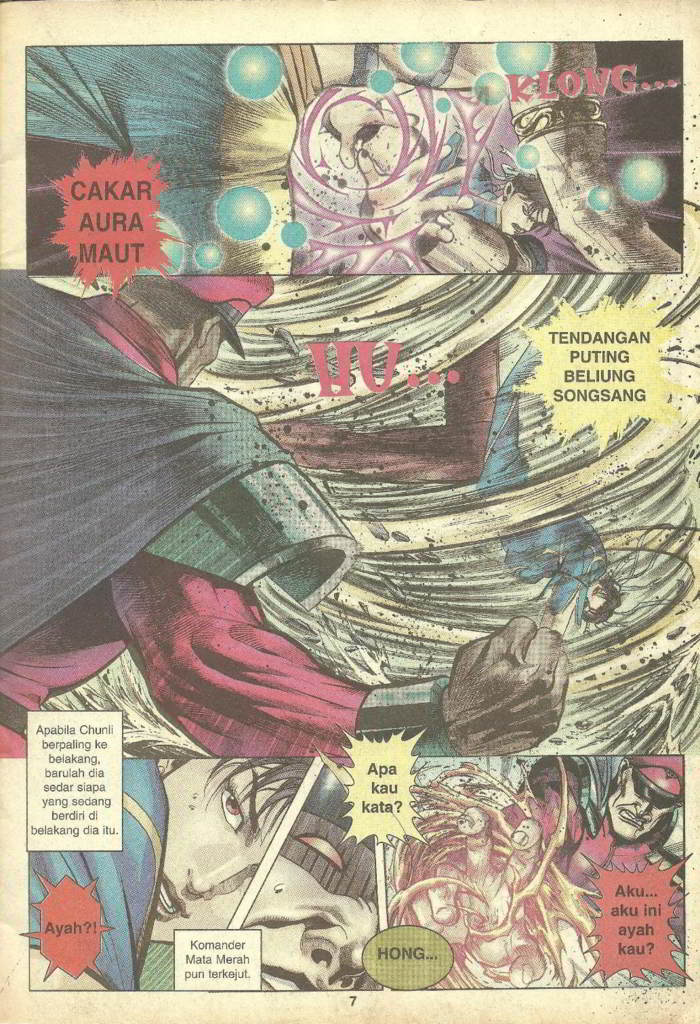 KLONG...
CAKAR
AURA
MAUT
HU...
TENDANGAN
PUTING
BELIUNG
SONGSANG
Apabila Chunli
berpaling ke
belakang,
barulah dia
sedar siapa
yang sedang
berdiri di
belakang dia itu.
Ayah?!
Komander
Mata Merah
pun terkejut.
Apa
kau
kata?
HONG...
Aku...
aku ini
ayah
kau?
7